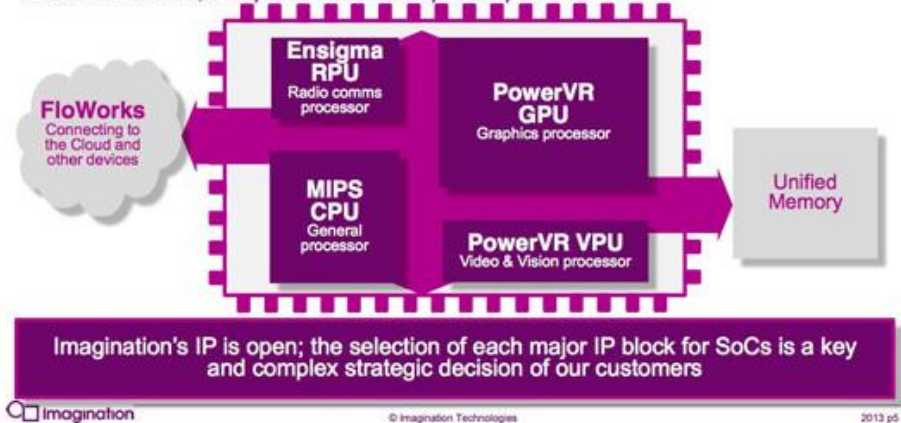 Ensigma
RPU
Radio comms
processor
PowerVR
GPU
Graphics processor
FloWorks
Connecting to
the Cloud and
other devices
MIPS
CPU
General
processor
PowerVR VPU
Video & Vision processor
Unified
Memory
Imagination's IP is open; the selection of each major IP block for SoCs is a key
and complex strategic decision of our customers
Imagination
© Imagination Technologies
2013 p5